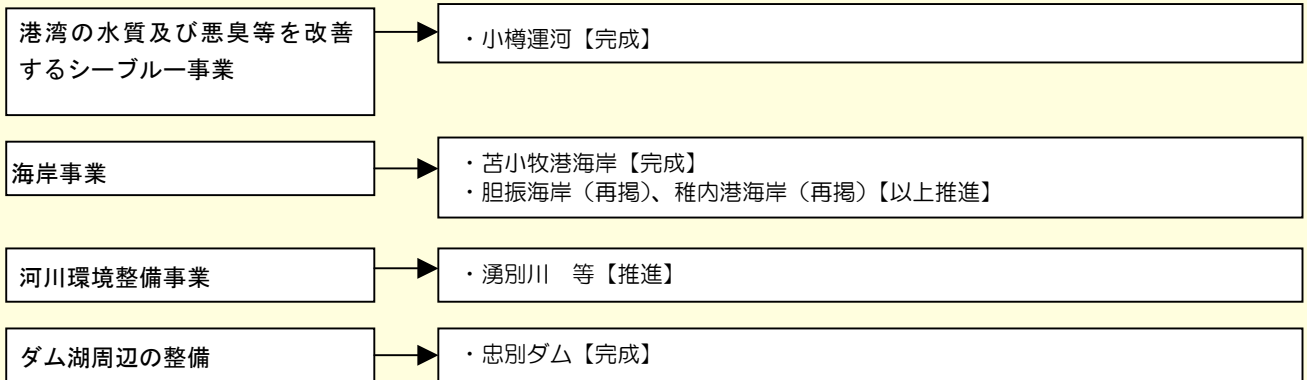 港湾の水質及び悪臭等を改善
するシーブルー事業
・小樽運河【完成】
海岸事業
・苫小牧港海岸【完成】
・胆振海岸（再掲）、稚内港海岸（再掲）【以上推進】
河川環境整備事業
・湧別川　等【推進】
ダム湖周辺の整備
・忠別ダム【完成】